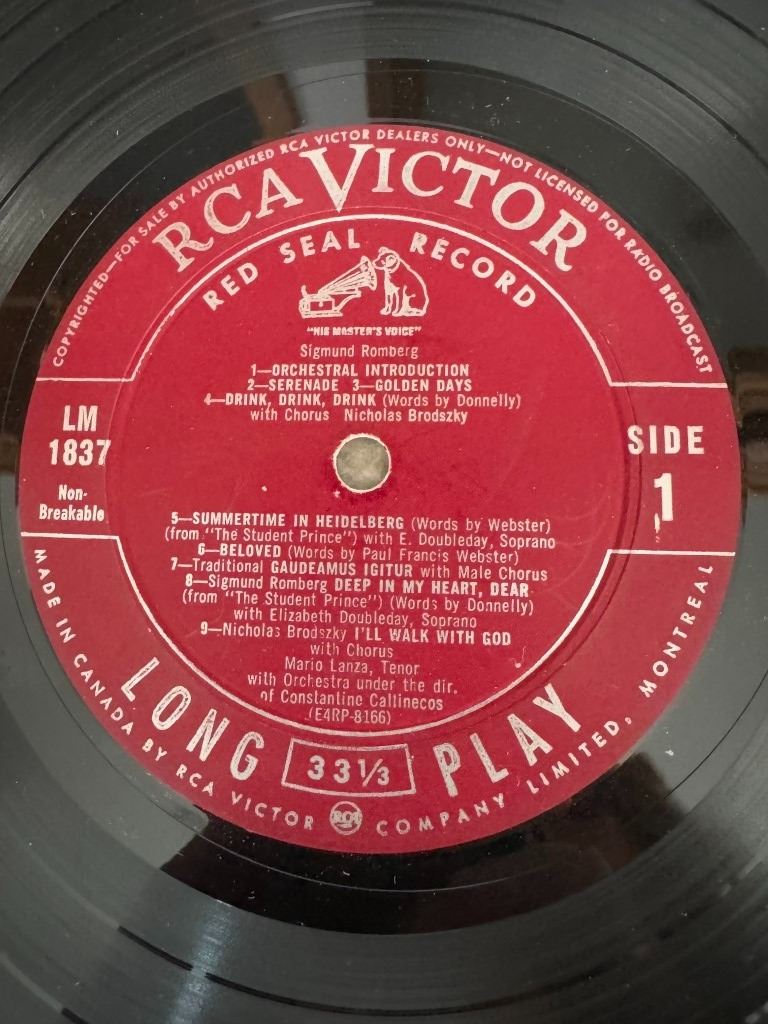 COPYRIGHTED—FOR SALE BY AUTHORIZED RCA VICTOR DEALERS ONLY—NOT LICENSED FOR RADIO BROADCAST
RCA VICTOR
RED SEAL RECORD
"HIS MASTER'S VOICE"
Sigmund Romberg
1—ORCHESTRAL INTRODUCTION
2—SERENADE 3—GOLDEN DAYS
4—DRINK, DRINK, DRINK (Words by Donnelly)
with Chorus Nicholas Brodszky
LM
1837
Non-
Breakable
SIDE
1
5—SUMMERTIME IN HEIDELBERG (Words by Webster)
(from "The Student Prince") with E. Doubleday, Soprano
6—BELOVED (Words by Paul Francis Webster)
7—Traditional GAUDEAMUS IGITUR with Male Chorus
8—Sigmund Romberg DEEP IN MY HEART, DEAR
(from "The Student Prince") (Words by Donnelly)
with Elizabeth Doubleday, Soprano
9—Nicholas Brodszky I'LL WALK WITH GOD
with Chorus
Mario Lanza, Tenor
with Orchestra under the dir.
of Constantine Callinecos
(E4RP-8166)
LONG 33⅓ PLAY
MADE IN CANADA BY RCA VICTOR RCA COMPANY LIMITED, MONTREAL